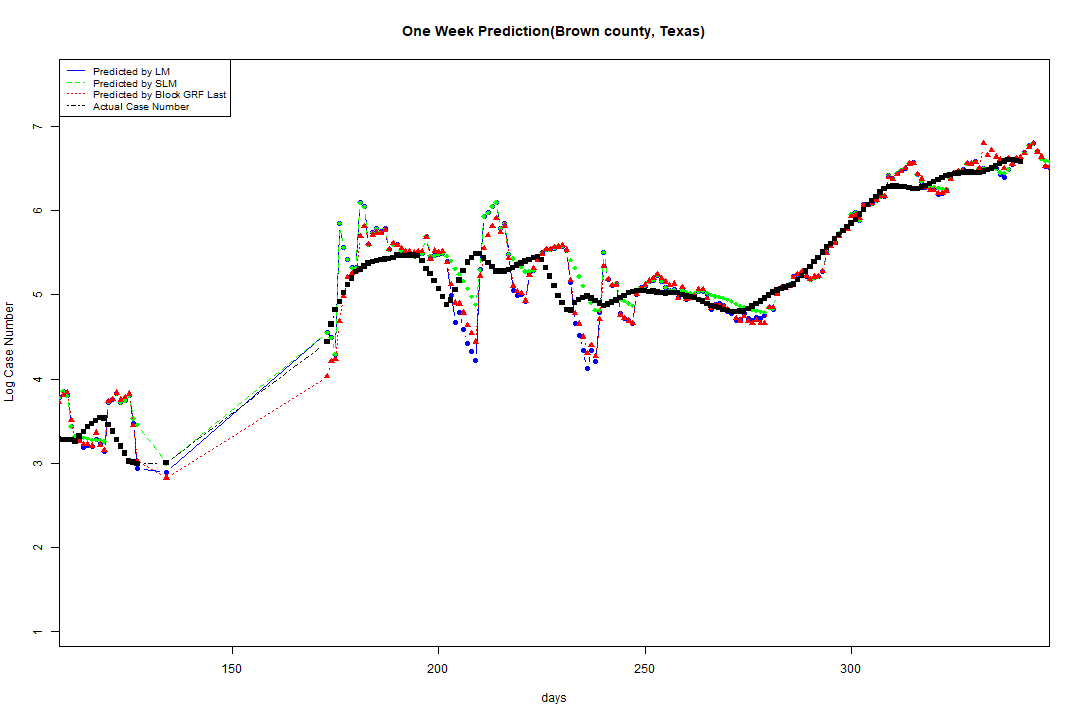 One Week Prediction(Brown county, Texas)
Predicted by LM
Predicted by SLM
Predicted by Block GRF Last
Actual Case Number
7
6
5
4
3
2
1
Log Case Number
150
200
250
300
days